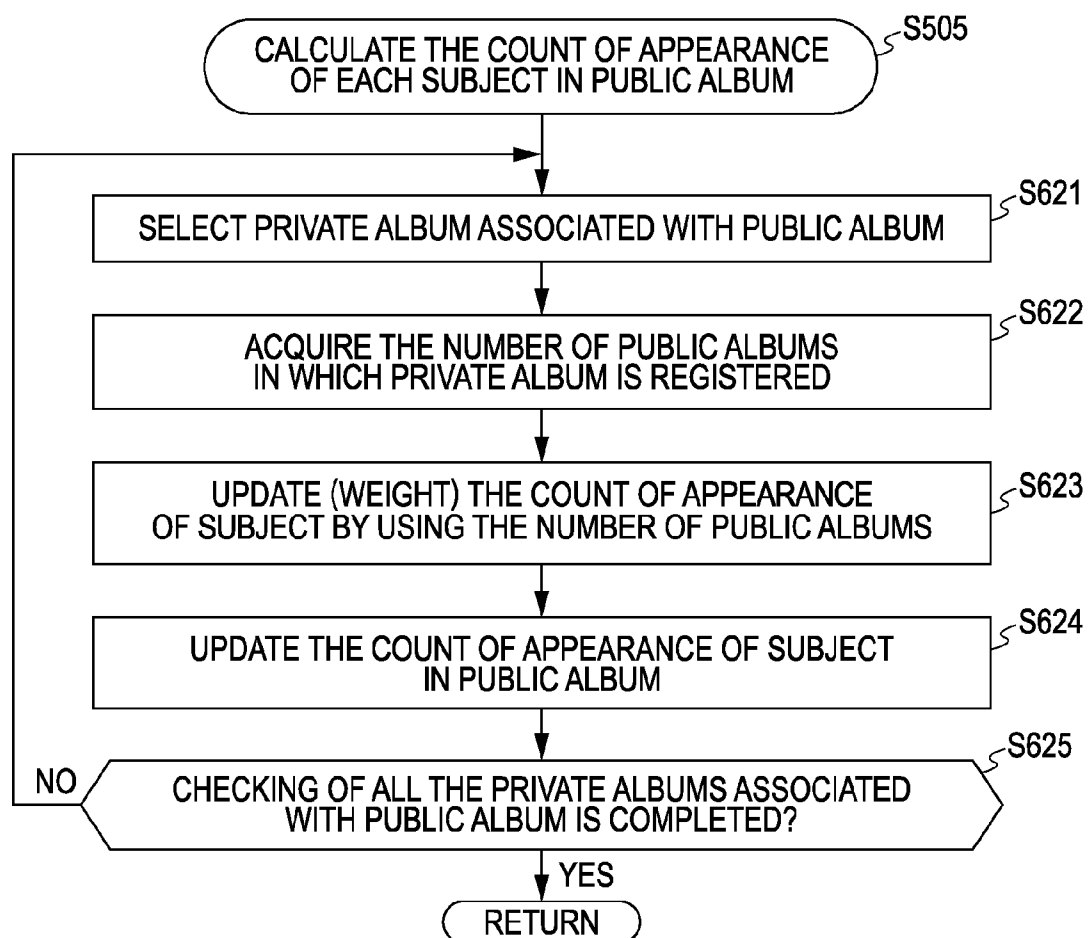 CALCULATE THE COUNT OF APPEARANCE
OF EACH SUBJECT IN PUBLIC ALBUM
S505
S621
SELECT PRIVATE ALBUM ASSOCIATED WITH PUBLIC ALBUM
S622
ACQUIRE THE NUMBER OF PUBLIC ALBUMS
IN WHICH PRIVATE ALBUM IS REGISTERED
S623
UPDATE (WEIGHT) THE COUNT OF APPEARANCE
OF SUBJECT BY USING THE NUMBER OF PUBLIC ALBUMS
S624
UPDATE THE COUNT OF APPEARANCE OF SUBJECT
IN PUBLIC ALBUM
S625
NO
CHECKING OF ALL THE PRIVATE ALBUMS ASSOCIATED
WITH PUBLIC ALBUM IS COMPLETED?
YES
RETURN